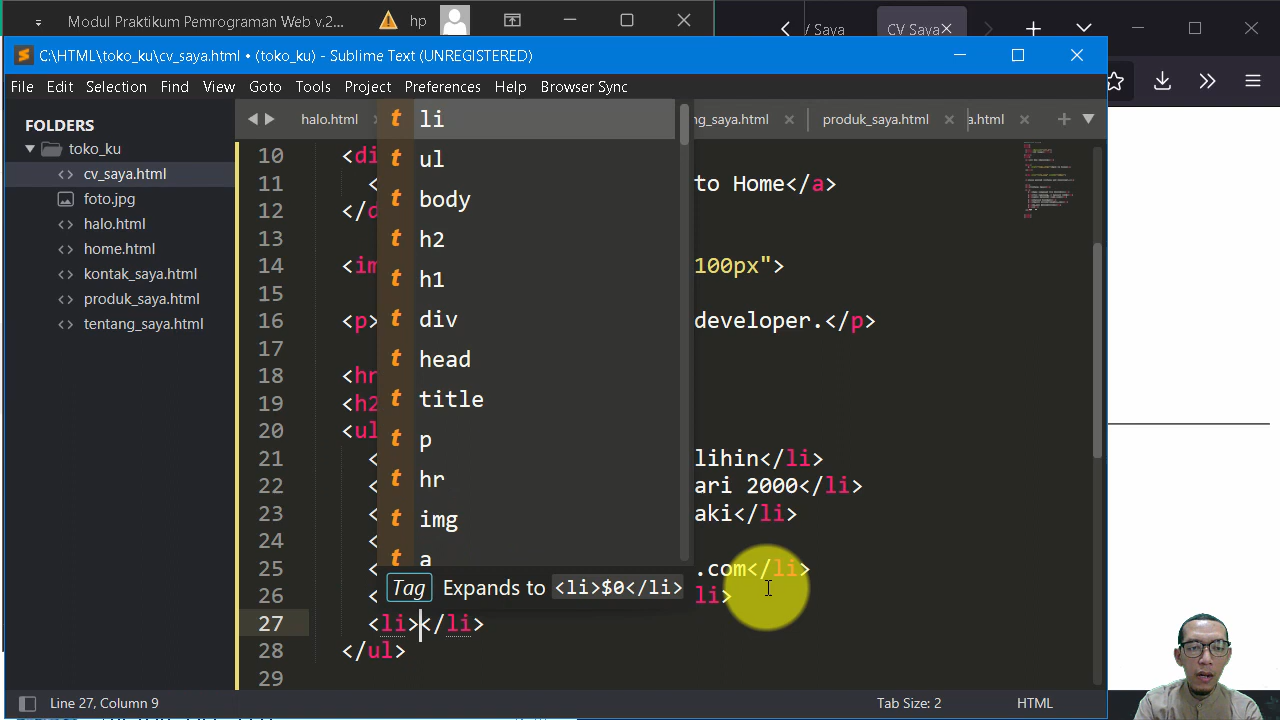 Modul Praktikum Pemrograman Web v.2...
hp
/ Saya
CV Saya
C:\HTML\toko_ku\cv_saya.html • (toko_ku) - Sublime Text (UNREGISTERED)
File Edit Selection Find View Goto Tools Project Preferences Help Browser Sync
FOLDERS
toko_ku
cv_saya.html
foto.jpg
halo.html
home.html
kontak_saya.html
produk_saya.html
tentang_saya.html
halo.html
ng_saya.html
produk_saya.html
a.html
10 <di
11 < to Home</a>
12 </d
13
14 <im 100px">
15
16 <p> developer.</p>
17
18 <hr
19 <h2
20 <ul
21 < lihin</li>
22 < ari 2000</li>
23 < aki</li>
24 <
25 < .com</li>
26 < li>
27 <li></li>
28 </ul>
29
t li
t ul
t body
t h2
t h1
t div
t head
t title
t p
t hr
t img
t a
Tag Expands to <li>$0</li>
Line 27, Column 9
Tab Size: 2
HTML